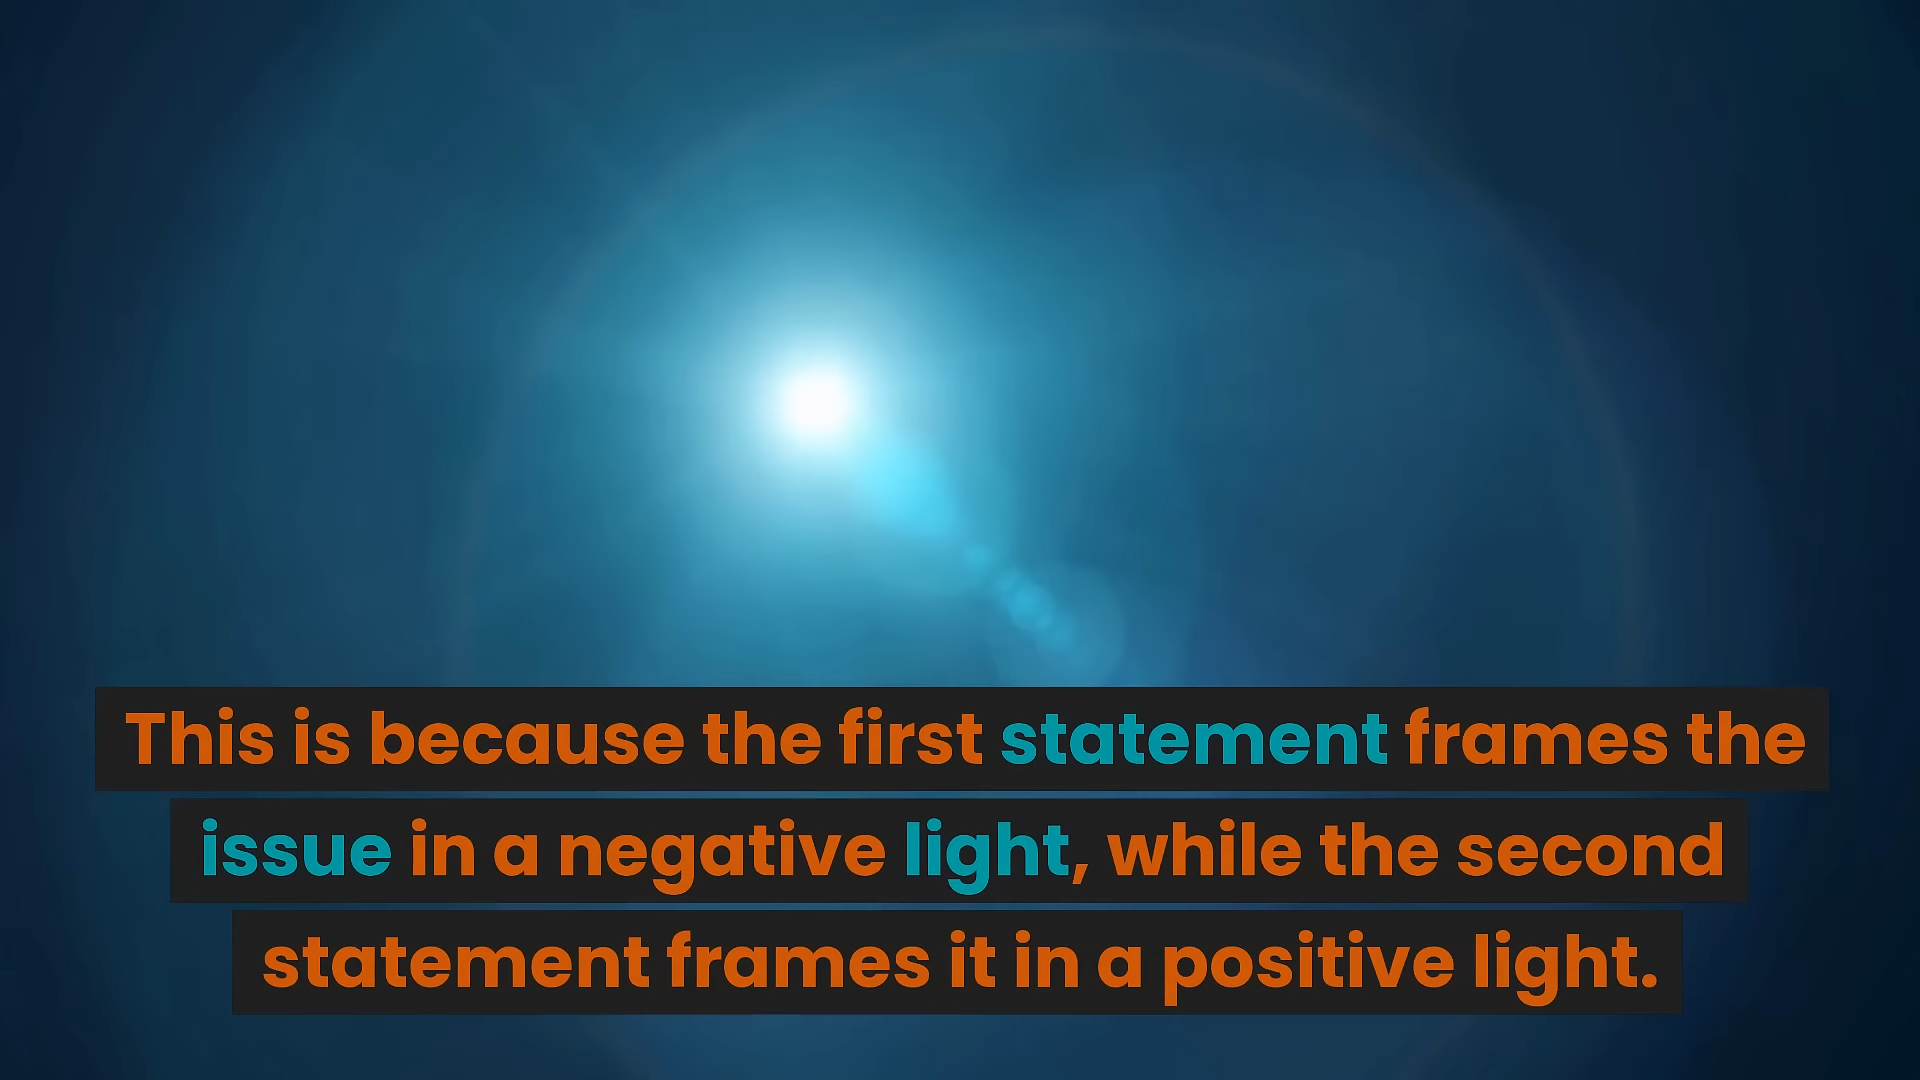 This is because the first statement frames the
issue in a negative light, while the second
statement frames it in a positive light.